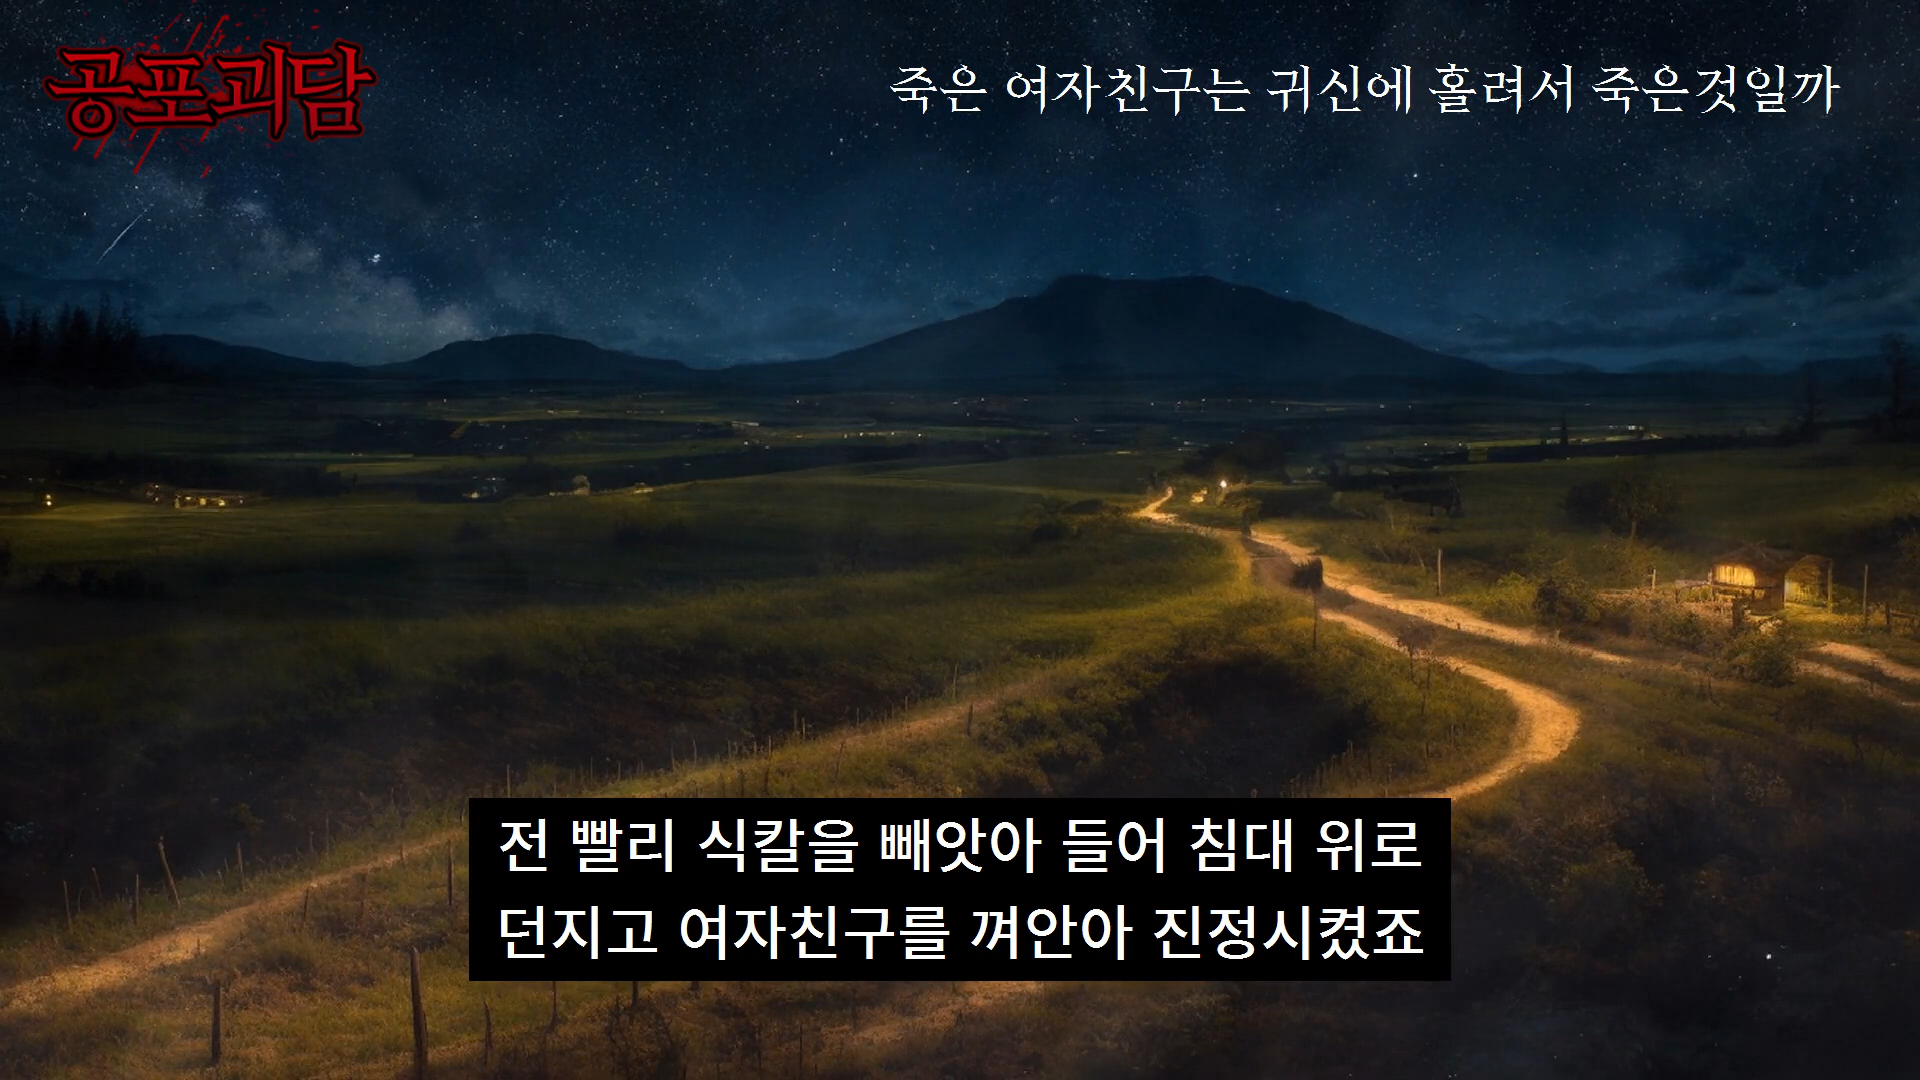 공포괴담
죽은 여자친구는 귀신에 홀려서 죽은것일까
전 빨리 식칼을 빼앗아 들어 침대 위로
던지고 여자친구를 껴안아 진정시켰죠